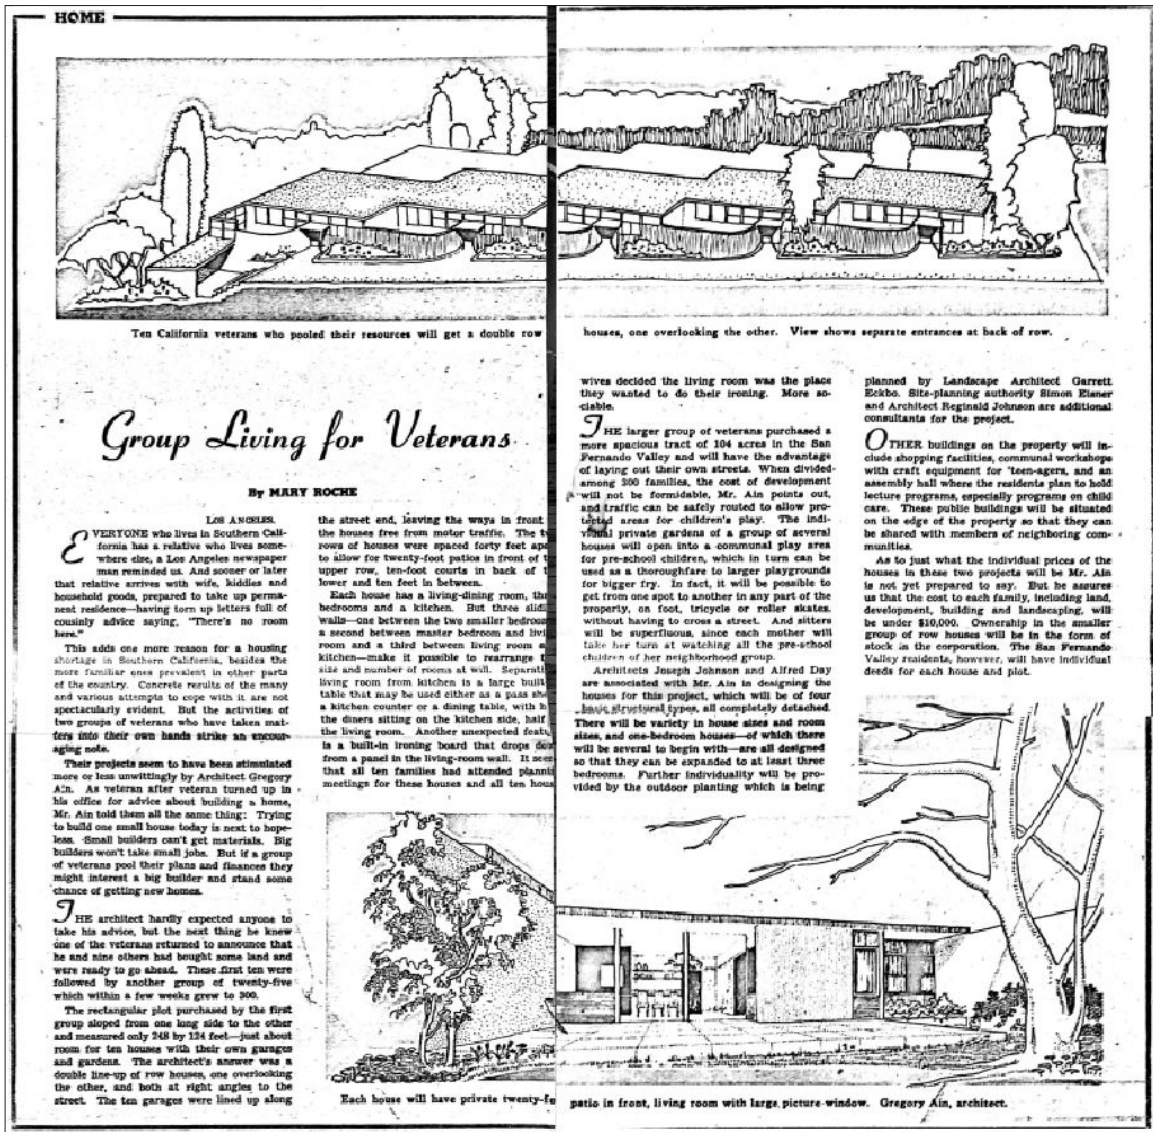 HOME
Ten California veterans who pooled their resources will get a double row
houses, one overlooking the other. View shows separate entrances at back of row.
Group Living for Veterans
By MARY ROCHE
LOS ANGELES.
EVERYONE who lives in Southern Cali-
fornia has a relative who lives some-
where else, a Los Angeles newspaper
man reminded us. And sooner or later
that relative arrives with wife, kiddies and
household goods, prepared to take up perma-
nent residence—having torn up letters full of
cousinly advice saying, "There's no room
here."
This adds one more reason for a housing
shortage in Southern California, besides the
more familiar ones prevalent in other parts
of the country. Concrete results of the many
and various attempts to cope with it are not
spectacularly evident. But the activities of
two groups of veterans who have taken mat-
ters into their own hands strike an encour-
aging note.
Their projects seem to have been stimulated
more or less unwittingly by Architect Gregory
Ain. As veteran after veteran turned up in
his office for advice about building a home,
Mr. Ain told them all the same thing: Trying
to build one small house today is next to hope-
less. Small builders can't get materials. Big
builders won't take small jobs. But if a group
of veterans pool their plans and finances they
might interest a big builder and stand some
chance of getting new homes.
THE architect hardly expected anyone to
take his advice, but the next thing he knew
one of the veterans returned to announce that
he and nine others had bought some land and
were ready to go ahead. These first ten were
followed by another group of twenty-five
which within a few weeks grew to 300.
The rectangular plot purchased by the first
group sloped from one long side to the other
and measured only 248 by 124 feet—just about
room for ten houses with their own garages
and gardens. The architect's answer was a
double line-up of row houses, one overlooking
the other, and both at right angles to the
street. The ten garages were lined up along
the street end, leaving the ways in front
the houses free from motor traffic. The t
rows of houses were spaced forty feet apa
to allow for twenty-foot patios in front of t
upper row, ten-foot courts in back of t
lower and ten feet in between.
Each house has a living-dining room, thr
bedrooms and a kitchen. But three slidi
walls—one between the two smaller bedroom
a second between master bedroom and livi
room and a third between living room a
kitchen—make it possible to rearrange t
size and number of rooms at will. Separati
living room from kitchen is a large built
table that may be used either as a pass she
a kitchen counter or a dining table, with h
the diners sitting on the kitchen side, half
the living room. Another unexpected featu
is a built-in ironing board that drops dow
from a panel in the living-room wall. It see
that all ten families had attended planni
meetings for these houses and all ten hous
wives decided the living room was the place
they wanted to do their ironing. More so-
ciable.
THE larger group of veterans purchased a
more spacious tract of 104 acres in the San
Fernando Valley and will have the advantage
of laying out their own streets. When divided
among 300 families, the cost of development
will not be formidable, Mr. Ain points out,
and traffic can be safely routed to allow pro-
tected areas for children's play. The indi-
vidual private gardens of a group of several
houses will open into a communal play area
for pre-school children, which in turn can be
used as a thoroughfare to larger playgrounds
for bigger fry. In fact, it will be possible to
get from one spot to another in any part of the
property, on foot, tricycle or roller skates,
without having to cross a street. And sitters
will be superfluous, since each mother will
take her turn at watching all the pre-school
children of her neighborhood group.
Architects Joseph Johnson and Alfred Day
are associated with Mr. Ain in designing the
houses for this project, which will be of four
basic structural types, all completely detached.
There will be variety in house sizes and room
sizes, and one-bedroom houses—of which there
will be several to begin with—are all designed
so that they can be expanded to at least three
bedrooms. Further individuality will be pro-
vided by the outdoor planting which is being
planned by Landscape Architect Garrett
Eckbo. Site-planning authority Simon Eisner
and Architect Reginald Johnson are additional
consultants for the project.
OTHER buildings on the property will in-
clude shopping facilities, communal workshops
with craft equipment for 'teen-agers, and an
assembly hall where the residents plan to hold
lecture programs, especially programs on child
care. These public buildings will be situated
on the edge of the property so that they can
be shared with members of neighboring com-
munities.
As to just what the individual prices of the
houses in these two projects will be Mr. Ain
is not yet prepared to say. But he assures
us that the cost to each family, including land,
development, building and landscaping, will
be under $10,000. Ownership in the smaller
group of row houses will be in the form of
stock in the corporation. The San Fernando
Valley residents, however, will have individual
deeds for each house and plot.
Each house will have private twenty-fo
patio in front, living room with large picture-window. Gregory Ain, architect.